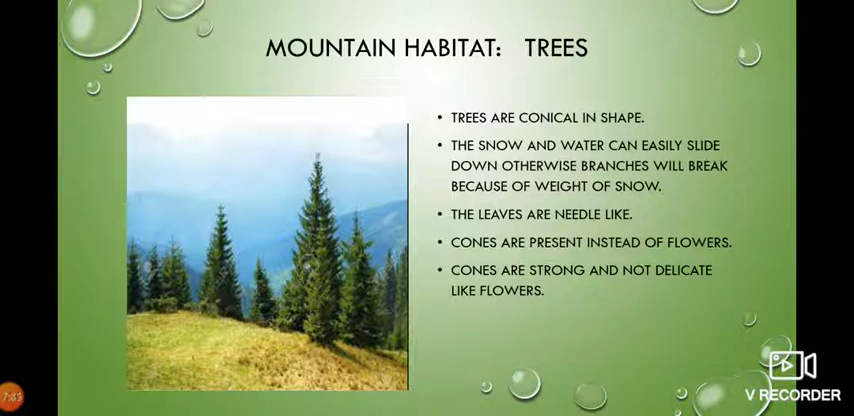 MOUNTAIN HABITAT: TREES
• TREES ARE CONICAL IN SHAPE.
• THE SNOW AND WATER CAN EASILY SLIDE
DOWN OTHERWISE BRANCHES WILL BREAK
BECAUSE OF WEIGHT OF SNOW.
• THE LEAVES ARE NEEDLE LIKE.
• CONES ARE PRESENT INSTEAD OF FLOWERS.
• CONES ARE STRONG AND NOT DELICATE
LIKE FLOWERS.
V RECORDER